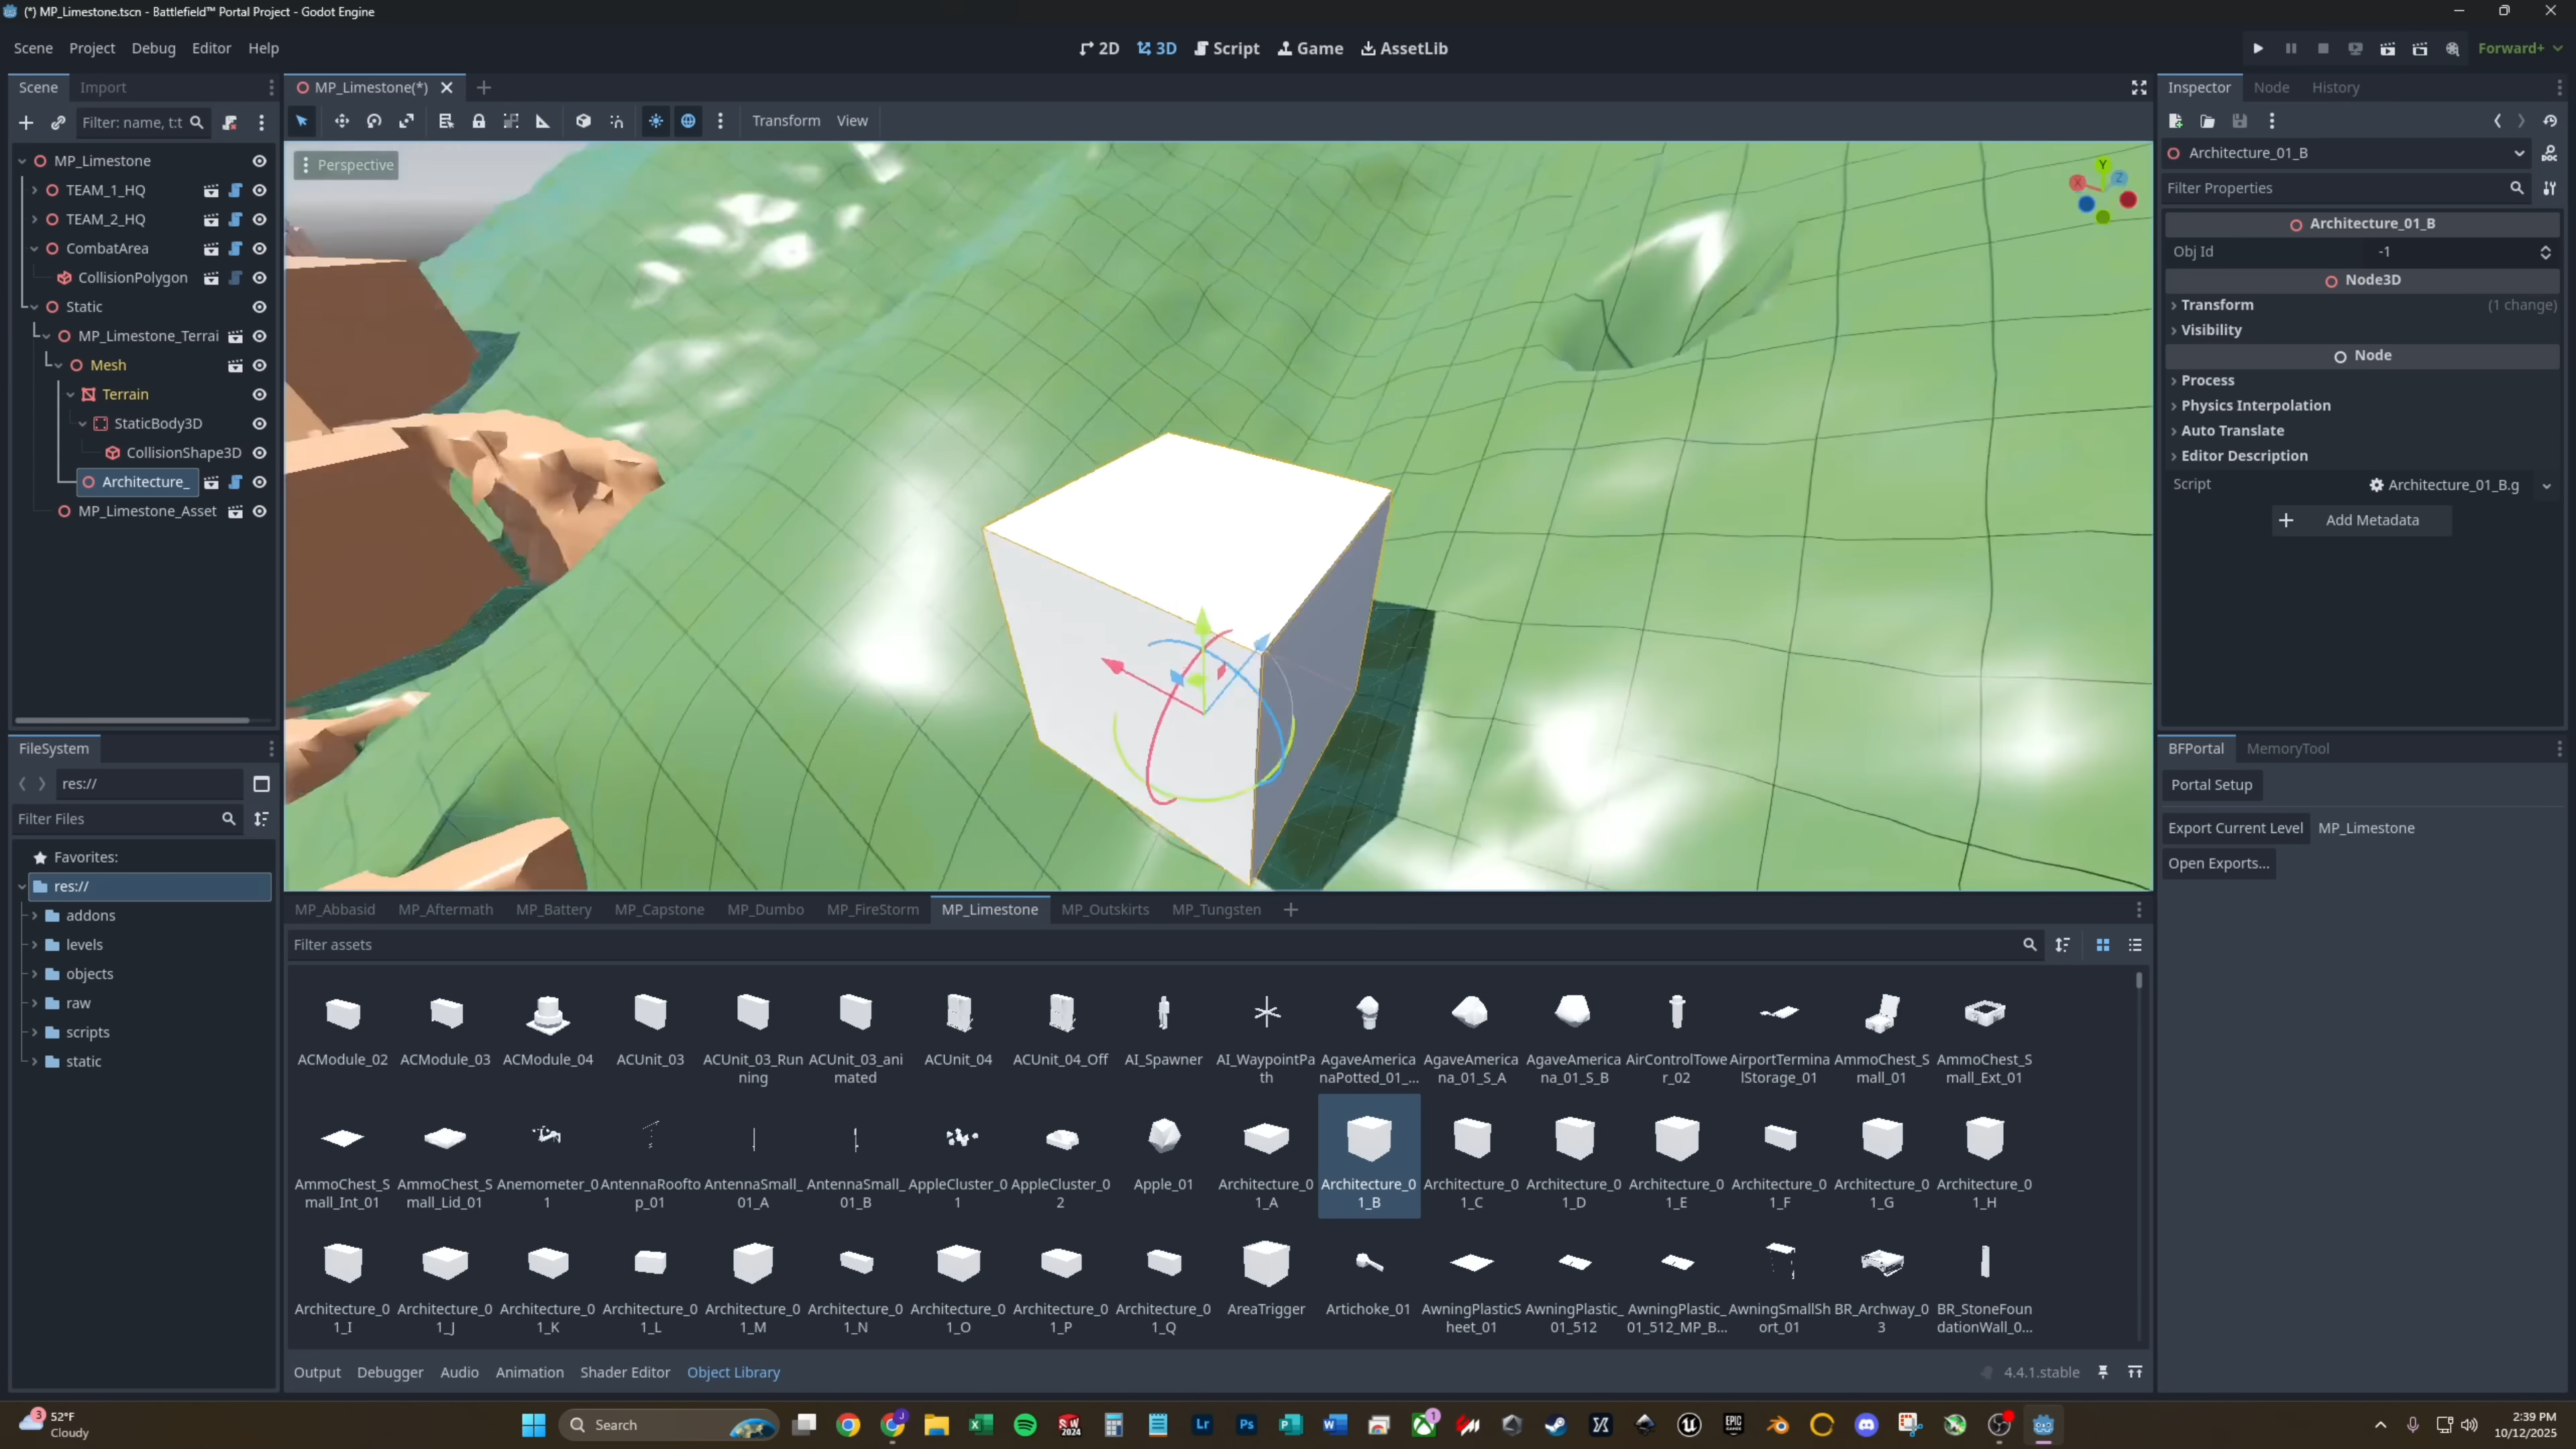 (*) MP_Limestone.tscn - Battlefield™ Portal Project - Godot Engine
Scene Project Debug Editor Help
2D 3D Script Game AssetLib
Forward+
Scene Import
MP_Limestone(*)
Inspector Node History
Filter: name, t:t
Transform View
Perspective
Y
X
Z
MP_Limestone
TEAM_1_HQ
TEAM_2_HQ
CombatArea
CollisionPolygon
Static
MP_Limestone_Terrai
Mesh
Terrain
StaticBody3D
CollisionShape3D
Architecture_
MP_Limestone_Asset
Architecture_01_B
Filter Properties
Architecture_01_B
Obj Id -1
Node3D
Transform (1 change)
Visibility
Node
Process
Physics Interpolation
Auto Translate
Editor Description
Script Architecture_01_B.g
Add Metadata
FileSystem
res://
Filter Files
Favorites:
res://
addons
levels
objects
raw
scripts
static
BFPortal MemoryTool
Portal Setup
Export Current Level MP_Limestone
Open Exports...
MP_Abbasid MP_Aftermath MP_Battery MP_Capstone MP_Dumbo MP_FireStorm MP_Limestone MP_Outskirts MP_Tungsten
Filter assets
ACModule_02 ACModule_03 ACModule_04 ACUnit_03 ACUnit_03_Run ACUnit_03_ani ACUnit_04 ACUnit_04_Off AI_Spawner AI_WaypointPa AgaveAmerica AgaveAmerica AgaveAmerica AirControlTowe AirportTermina AmmoChest_S AmmoChest_S
ning mated th naPotted_01_... na_01_S_A na_01_S_B r_02 lStorage_01 mall_01 mall_Ext_01
AmmoChest_S AmmoChest_S Anemometer_0 AntennaRoofto AntennaSmall_ AntennaSmall_ AppleCluster_0 AppleCluster_0 Apple_01 Architecture_0 Architecture_0 Architecture_0 Architecture_0 Architecture_0 Architecture_0 Architecture_0 Architecture_0
mall_Int_01 mall_Lid_01 1 p_01 01_A 01_B 1 2 1_A 1_B 1_C 1_D 1_E 1_F 1_G 1_H
Architecture_0 Architecture_0 Architecture_0 Architecture_0 Architecture_0 Architecture_0 Architecture_0 Architecture_0 Architecture_0 AreaTrigger Artichoke_01 AwningPlasticS AwningPlastic_ AwningPlastic_ AwningSmallSh BR_Archway_0 BR_StoneFoun
1_I 1_J 1_K 1_L 1_M 1_N 1_O 1_P 1_Q heet_01 01_512 01_512_MP_B... ort_01 3 dationWall_0...
Output Debugger Audio Animation Shader Editor Object Library
4.4.1.stable
3
52°F
Cloudy
Search
J
SW
2024
Lr
Ps
1
EPIC
GAMES
2:39 PM
10/12/2025